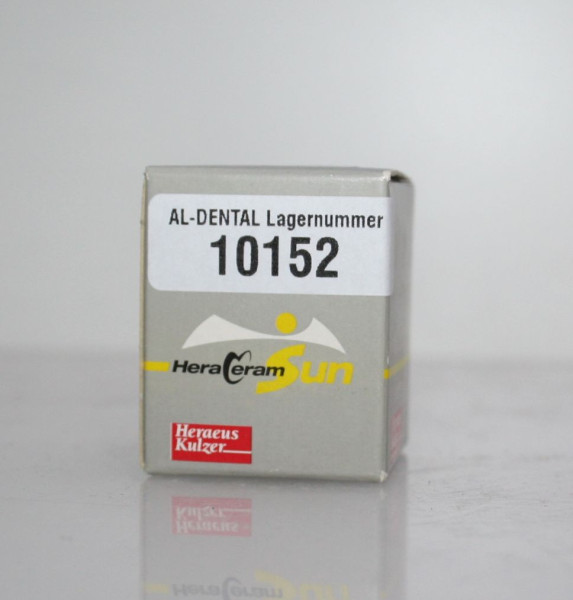 AL-DENTAL Lagernummer
10152
HeraCeram Sun
Heraeus
Kulzer